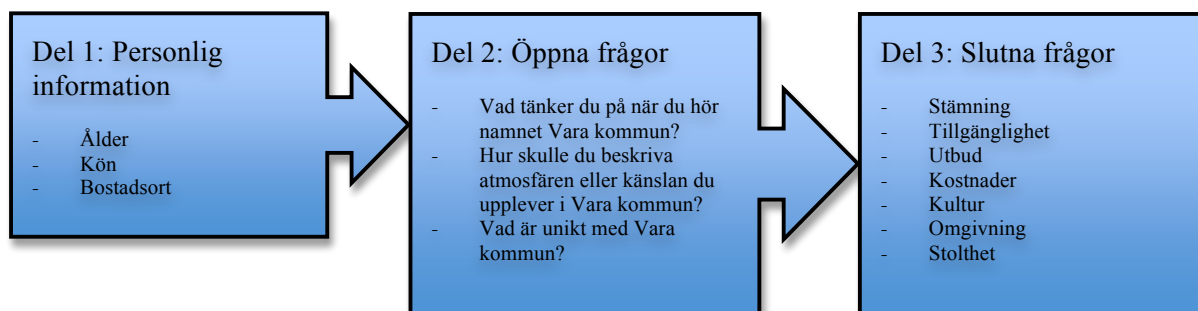 Del 1: Personlig
information
- Ålder
- Kön
- Bostadsort
Del 2: Öppna frågor
- Vad tänker du på när du hör
namnet Vara kommun?
- Hur skulle du beskriva
atmosfären eller känslan du
upplever i Vara kommun?
- Vad är unikt med Vara
kommun?
Del 3: Slutna frågor
- Stämning
- Tillgänglighet
- Utbud
- Kostnader
- Kultur
- Omgivning
- Stolthet